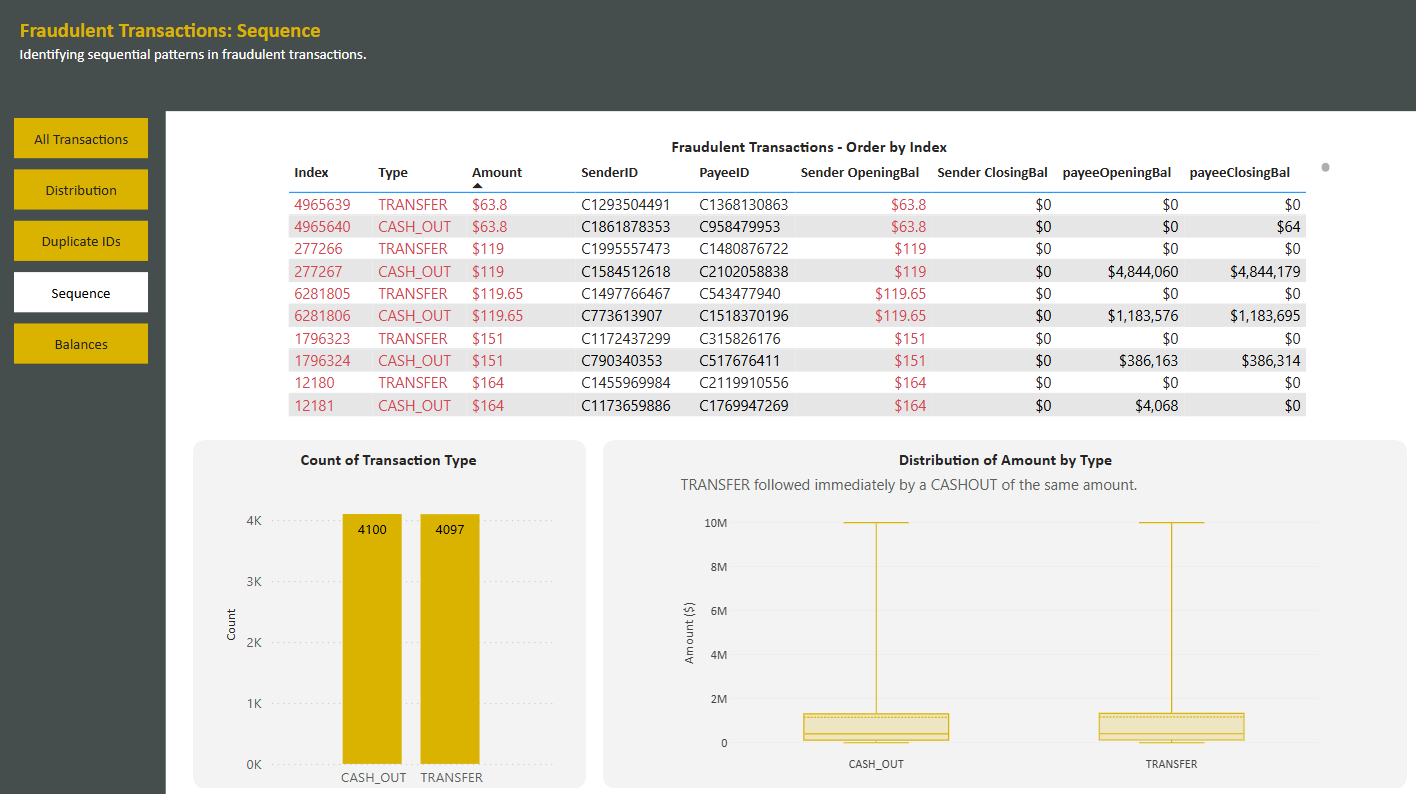 Fraudulent Transactions: Sequence
Identifying sequential patterns in fraudulent transactions.
All Transactions
Distribution
Duplicate IDs
Sequence
Balances
Fraudulent Transactions - Order by Index
Index Type Amount SenderID PayeeID Sender OpeningBal Sender ClosingBal payeeOpeningBal payeeClosingBal
4965639 TRANSFER $63.8 C1293504491 C1368130863 $63.8 $0 $0 $0
4965640 CASH_OUT $63.8 C1861878353 C958479953 $63.8 $0 $0 $64
277266 TRANSFER $119 C1995557473 C1480876722 $119 $0 $0 $0
277267 CASH_OUT $119 C1584512618 C2102058838 $119 $0 $4,844,060 $4,844,179
6281805 TRANSFER $119.65 C1497766467 C543477940 $119.65 $0 $0 $0
6281806 CASH_OUT $119.65 C773613907 C1518370196 $119.65 $0 $1,183,576 $1,183,695
1796323 TRANSFER $151 C1172437299 C315826176 $151 $0 $0 $0
1796324 CASH_OUT $151 C790340353 C517676411 $151 $0 $386,163 $386,314
12180 TRANSFER $164 C1455969984 C2119910556 $164 $0 $0 $0
12181 CASH_OUT $164 C1173659886 C1769947269 $164 $0 $4,068 $0
Count of Transaction Type
4K
3K
2K
1K
0K
Count
4100
4097
CASH_OUT
TRANSFER
Distribution of Amount by Type
TRANSFER followed immediately by a CASHOUT of the same amount.
10M
8M
6M
4M
2M
0
Amount ($)
CASH_OUT
TRANSFER